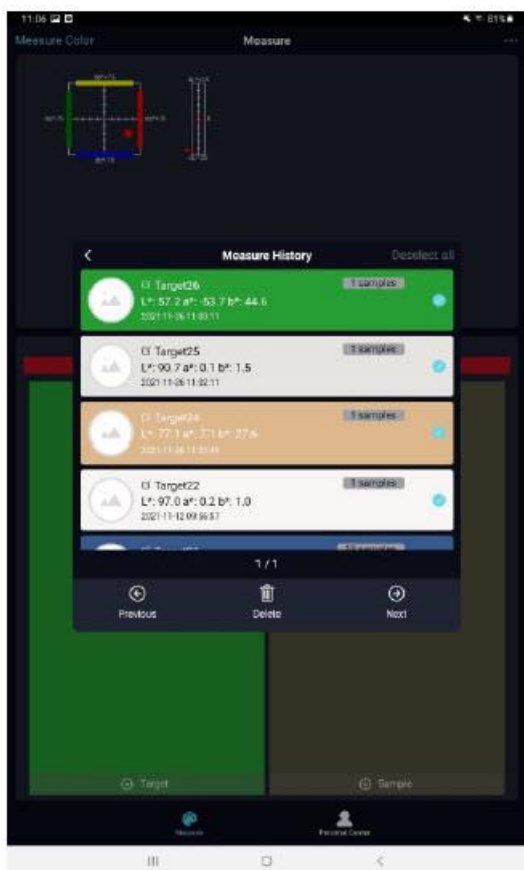 11:06 81%
Measure Color Measure ...
Measure History Deselect all
Target26 1 samples
L*: 57.2 a*: -53.7 b*: 44.6
2021-11-26 11:03:11
Target25 1 samples
L*: 90.7 a*: 0.1 b*: 1.5
2021-11-26 11:02:11
Target24 1 samples
L*: 77.1 a*: 7.1 b*: 27.6
Target22 1 samples
L*: 97.0 a*: 0.2 b*: 1.0
2021-11-12 09:56:57
1/1
Previous Delete Next
Target Sample
Measure Personal Center